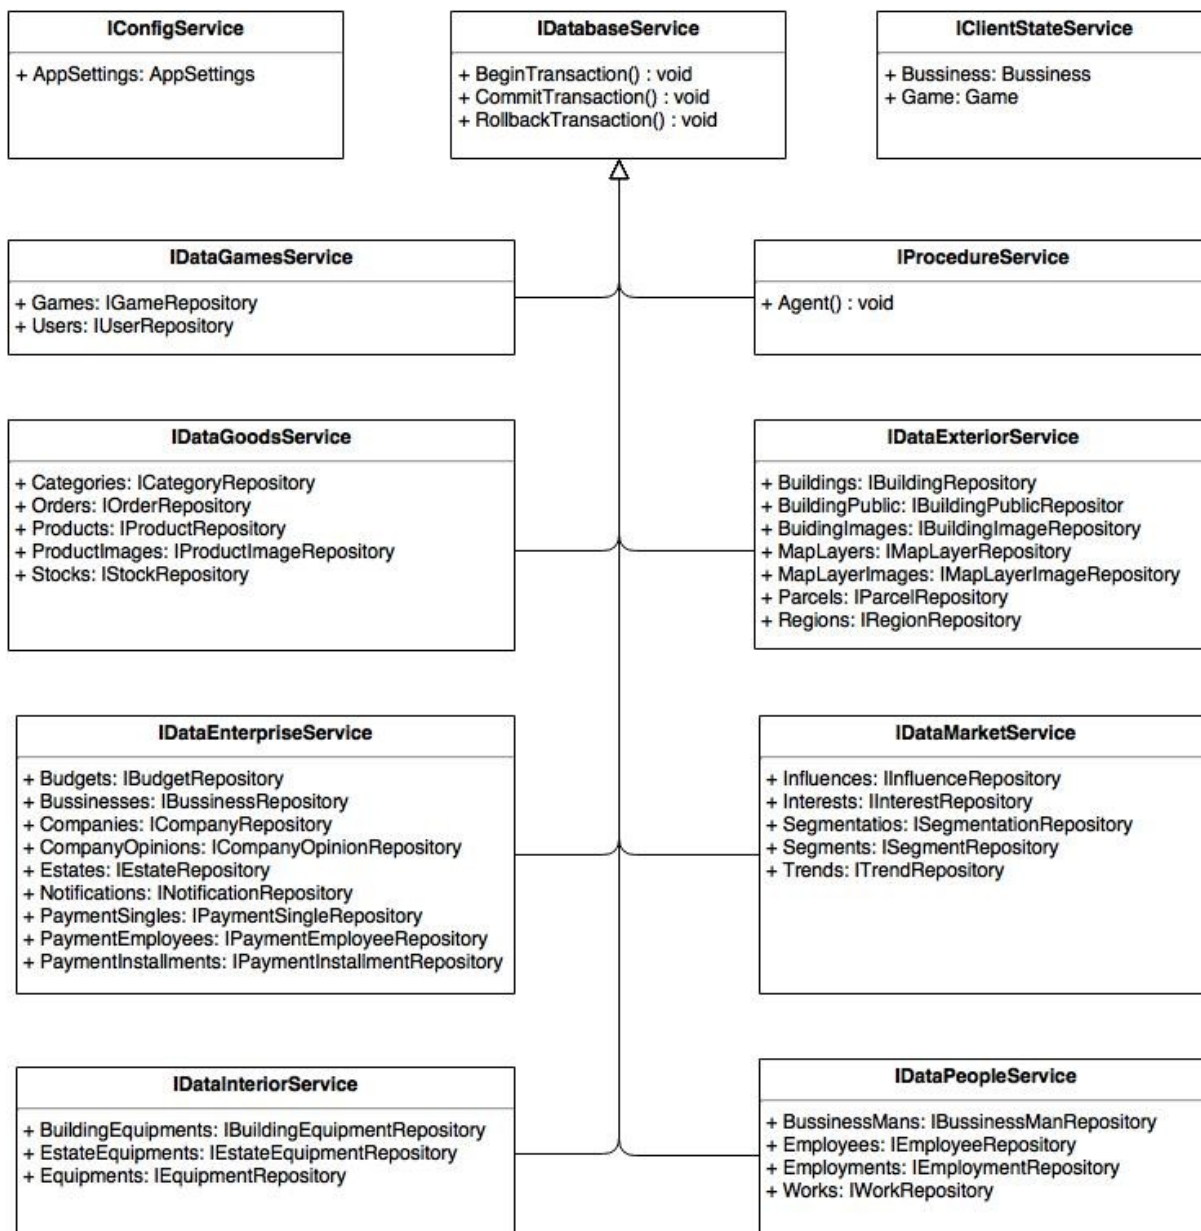 IConfigService
+ AppSettings: AppSettings
IDatabaseService
+ BeginTransaction() : void
+ CommitTransaction() : void
+ RollbackTransaction() : void
IClientStateService
+ Bussiness: Bussiness
+ Game: Game
IDataGamesService
+ Games: IGameRepository
+ Users: IUserRepository
IProcedureService
+ Agent() : void
IDataGoodsService
+ Categories: ICategoryRepository
+ Orders: IOrderRepository
+ Products: IProductRepository
+ ProductImages: IProductImageRepository
+ Stocks: IStockRepository
IDataExteriorService
+ Buildings: IBuildingRepository
+ BuildingPublic: IBuildingPublicRepositor
+ BuidingImages: IBuildingImageRepository
+ MapLayers: IMapLayerRepository
+ MapLayerImages: IMapLayerImageRepository
+ Parcels: IParcelRepository
+ Regions: IRegionRepository
IDataEnterpriseService
+ Budgets: IBudgetRepository
+ Bussinesses: IBussinessRepository
+ Companies: ICompanyRepository
+ CompanyOpinions: ICompanyOpinionRepository
+ Estates: IEstateRepository
+ Notifications: INotificationRepository
+ PaymentSingles: IPaymentSingleRepository
+ PaymentEmployees: IPaymentEmployeeRepository
+ PaymentInstallments: IPaymentInstallmentRepository
IDataMarketService
+ Influences: IInfluenceRepository
+ Interests: IInterestRepository
+ Segmentatios: ISegmentationRepository
+ Segments: ISegmentRepository
+ Trends: ITrendRepository
IDataInteriorService
+ BuildingEquipments: IBuildingEquipmentRepository
+ EstateEquipments: IEstateEquipmentRepository
+ Equipments: IEquipmentRepository
IDataPeopleService
+ BussinessMans: IBussinessManRepository
+ Employees: IEmployeeRepository
+ Employments: IEmploymentRepository
+ Works: IWorkRepository